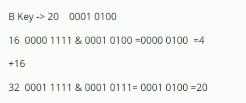 B Key -> 20    0001 0100
16  0000 1111 & 0001 0100 =0000 0100  =4
+16
32  0001 1111 & 0001 0111= 0001 0100 =20